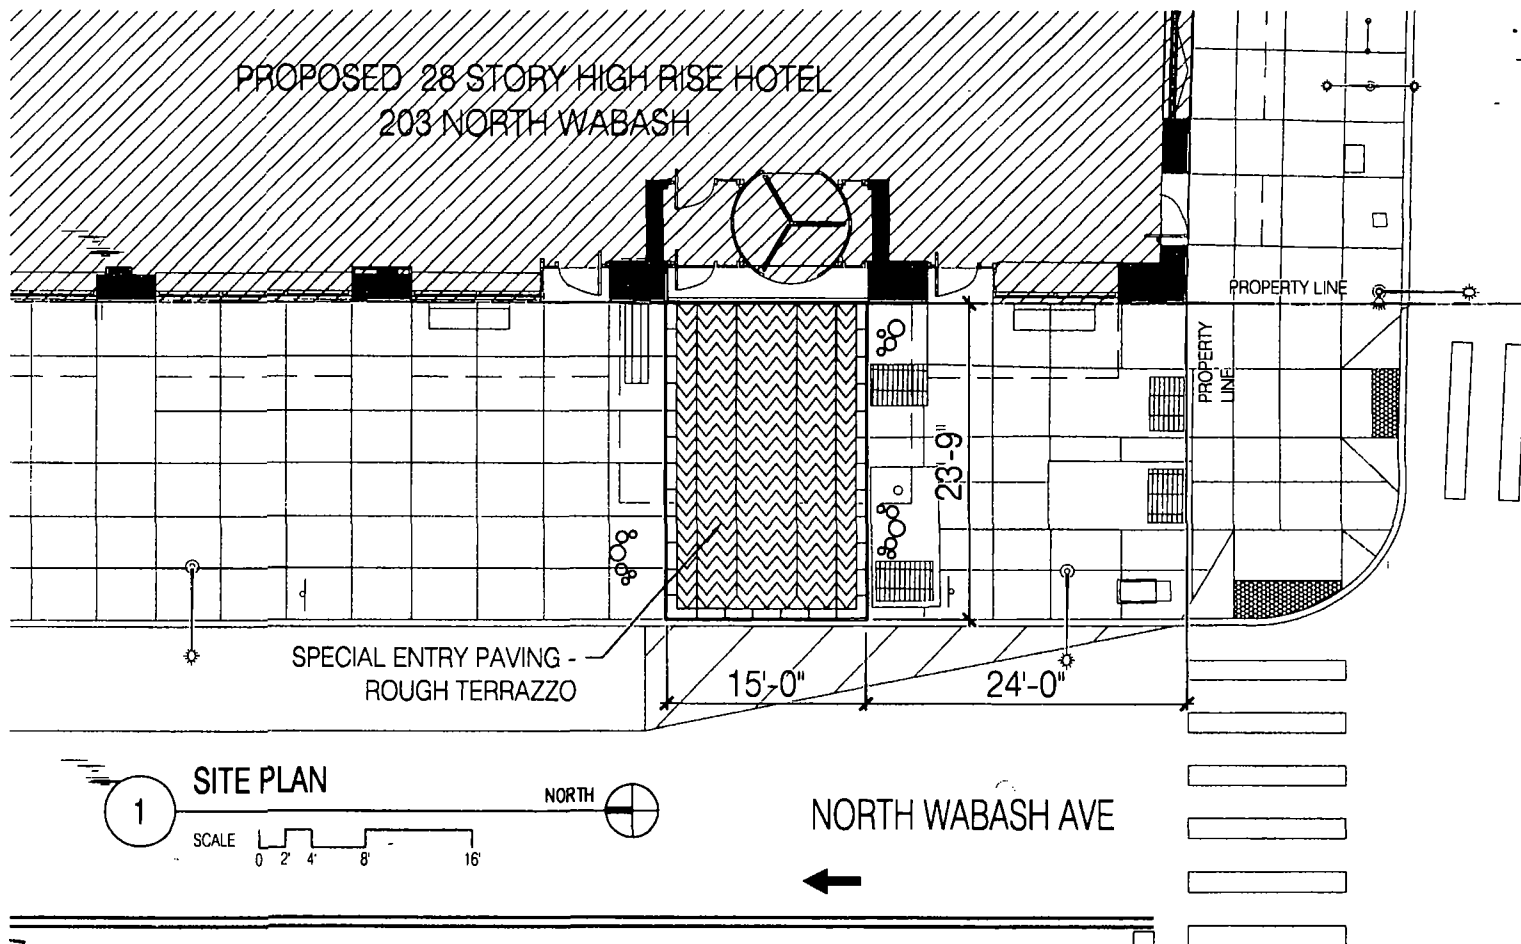 PROPOSED 28 STORY HIGH RISE HOTEL
203 NORTH WABASH
PROPERTY LINE
PROPERTY
LINE
23'-9"
SPECIAL ENTRY PAVING -
ROUGH TERRAZZO
15'-0"
24'-0"
1
SITE PLAN
NORTH
SCALE
0 2' 4' 8' 16'
NORTH WABASH AVE